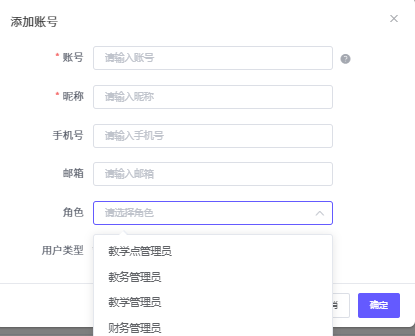 添加账号
* 账号 请输入账号
* 昵称 请输入昵称
手机号 请输入手机号
邮箱 请输入邮箱
角色 请选择角色
用户类型
教学点管理员
教务管理员
教学管理员
财务管理员
确定